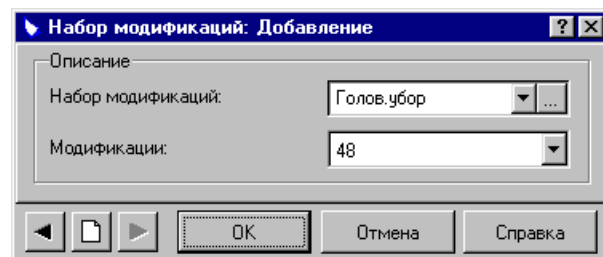 Набор модификаций: Добавление
Описание
Набор модификаций: Голов.убор ...
Модификации: 48
OK Отмена Справка